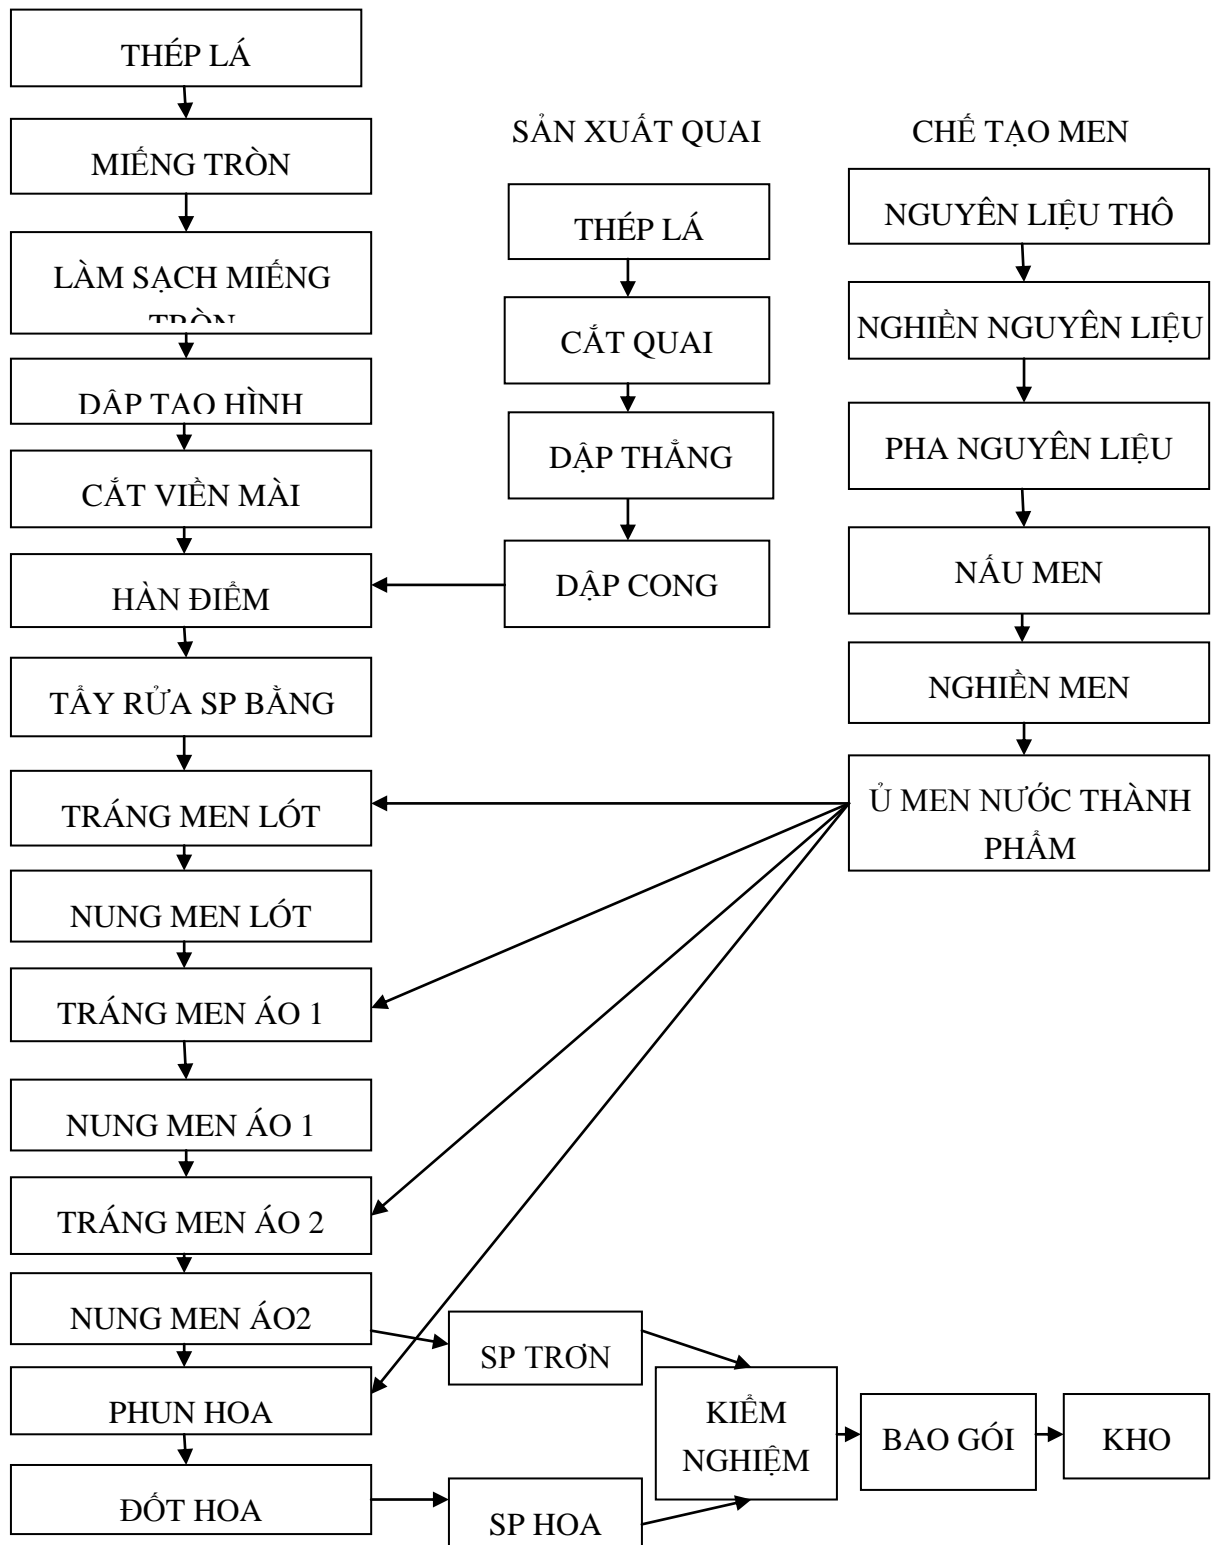 THÉP LÁ
MIẾNG TRÒN
LÀM SẠCH MIẾNG
TRÒN
DẬP TẠO HÌNH
CẮT VIỀN MÀI
HÀN ĐIỂM
TẨY RỬA SP BẰNG
TRÁNG MEN LÓT
NUNG MEN LÓT
TRÁNG MEN ÁO 1
NUNG MEN ÁO 1
TRÁNG MEN ÁO 2
NUNG MEN ÁO2
PHUN HOA
ĐỐT HOA
SẢN XUẤT QUAI
THÉP LÁ
CẮT QUAI
DẬP THẲNG
DẬP CONG
CHẾ TẠO MEN
NGUYÊN LIỆU THÔ
NGHIỀN NGUYÊN LIỆU
PHA NGUYÊN LIỆU
NẤU MEN
NGHIỀN MEN
Ủ MEN NƯỚC THÀNH
PHẨM
SP TRƠN
SP HOA
KIỂM
NGHIỆM
BAO GÓI
KHO